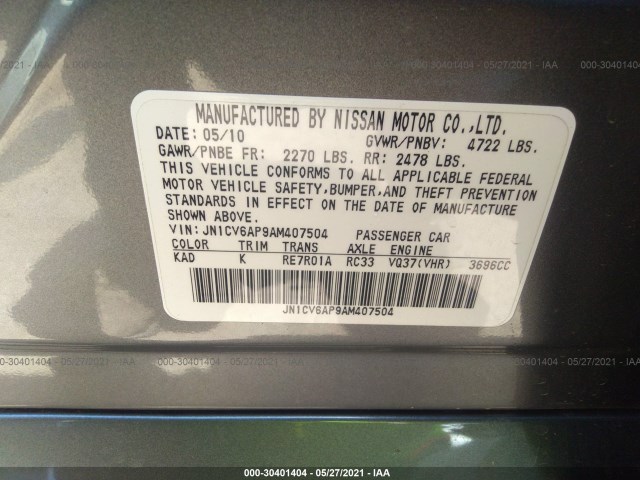 000-30401404 - 05/27/2021 - IAA
MANUFACTURED BY NISSAN MOTOR CO.,LTD.
DATE: 05/10 GVWR/PNBV: 4722 LBS.
GAWR/PNBE FR: 2270 LBS. RR: 2478 LBS.
THIS VEHICLE CONFORMS TO ALL APPLICABLE FEDERAL
MOTOR VEHICLE SAFETY,BUMPER,AND THEFT PREVENTION
STANDARDS IN EFFECT ON THE DATE OF MANUFACTURE
SHOWN ABOVE.
VIN: JN1CV6AP9AM407504 PASSENGER CAR
COLOR TRIM TRANS AXLE ENGINE
KAD K RE7R01A RC33 VQ37(VHR) 3696CC
JN1CV6AP9AM407504
000-30401404 - 05/27/2021 - IAA
000-30401404 - 05/27/2021 - IAA